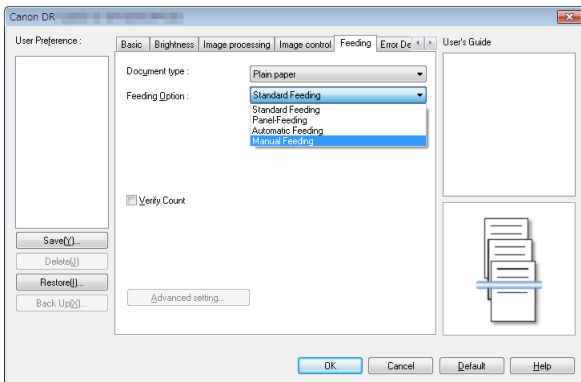 Canon DR
User Preference :
Basic Brightness Image processing Image control Feeding Error De
User's Guide
Document type :
Plain paper
Feeding Option :
Standard Feeding
Standard Feeding
Panel-Feeding
Automatic Feeding
Manual Feeding
Verify Count
Save(Y)...
Delete(J)
Restore(I)...
Back Up(X)...
Advanced setting...
OK Cancel Default Help